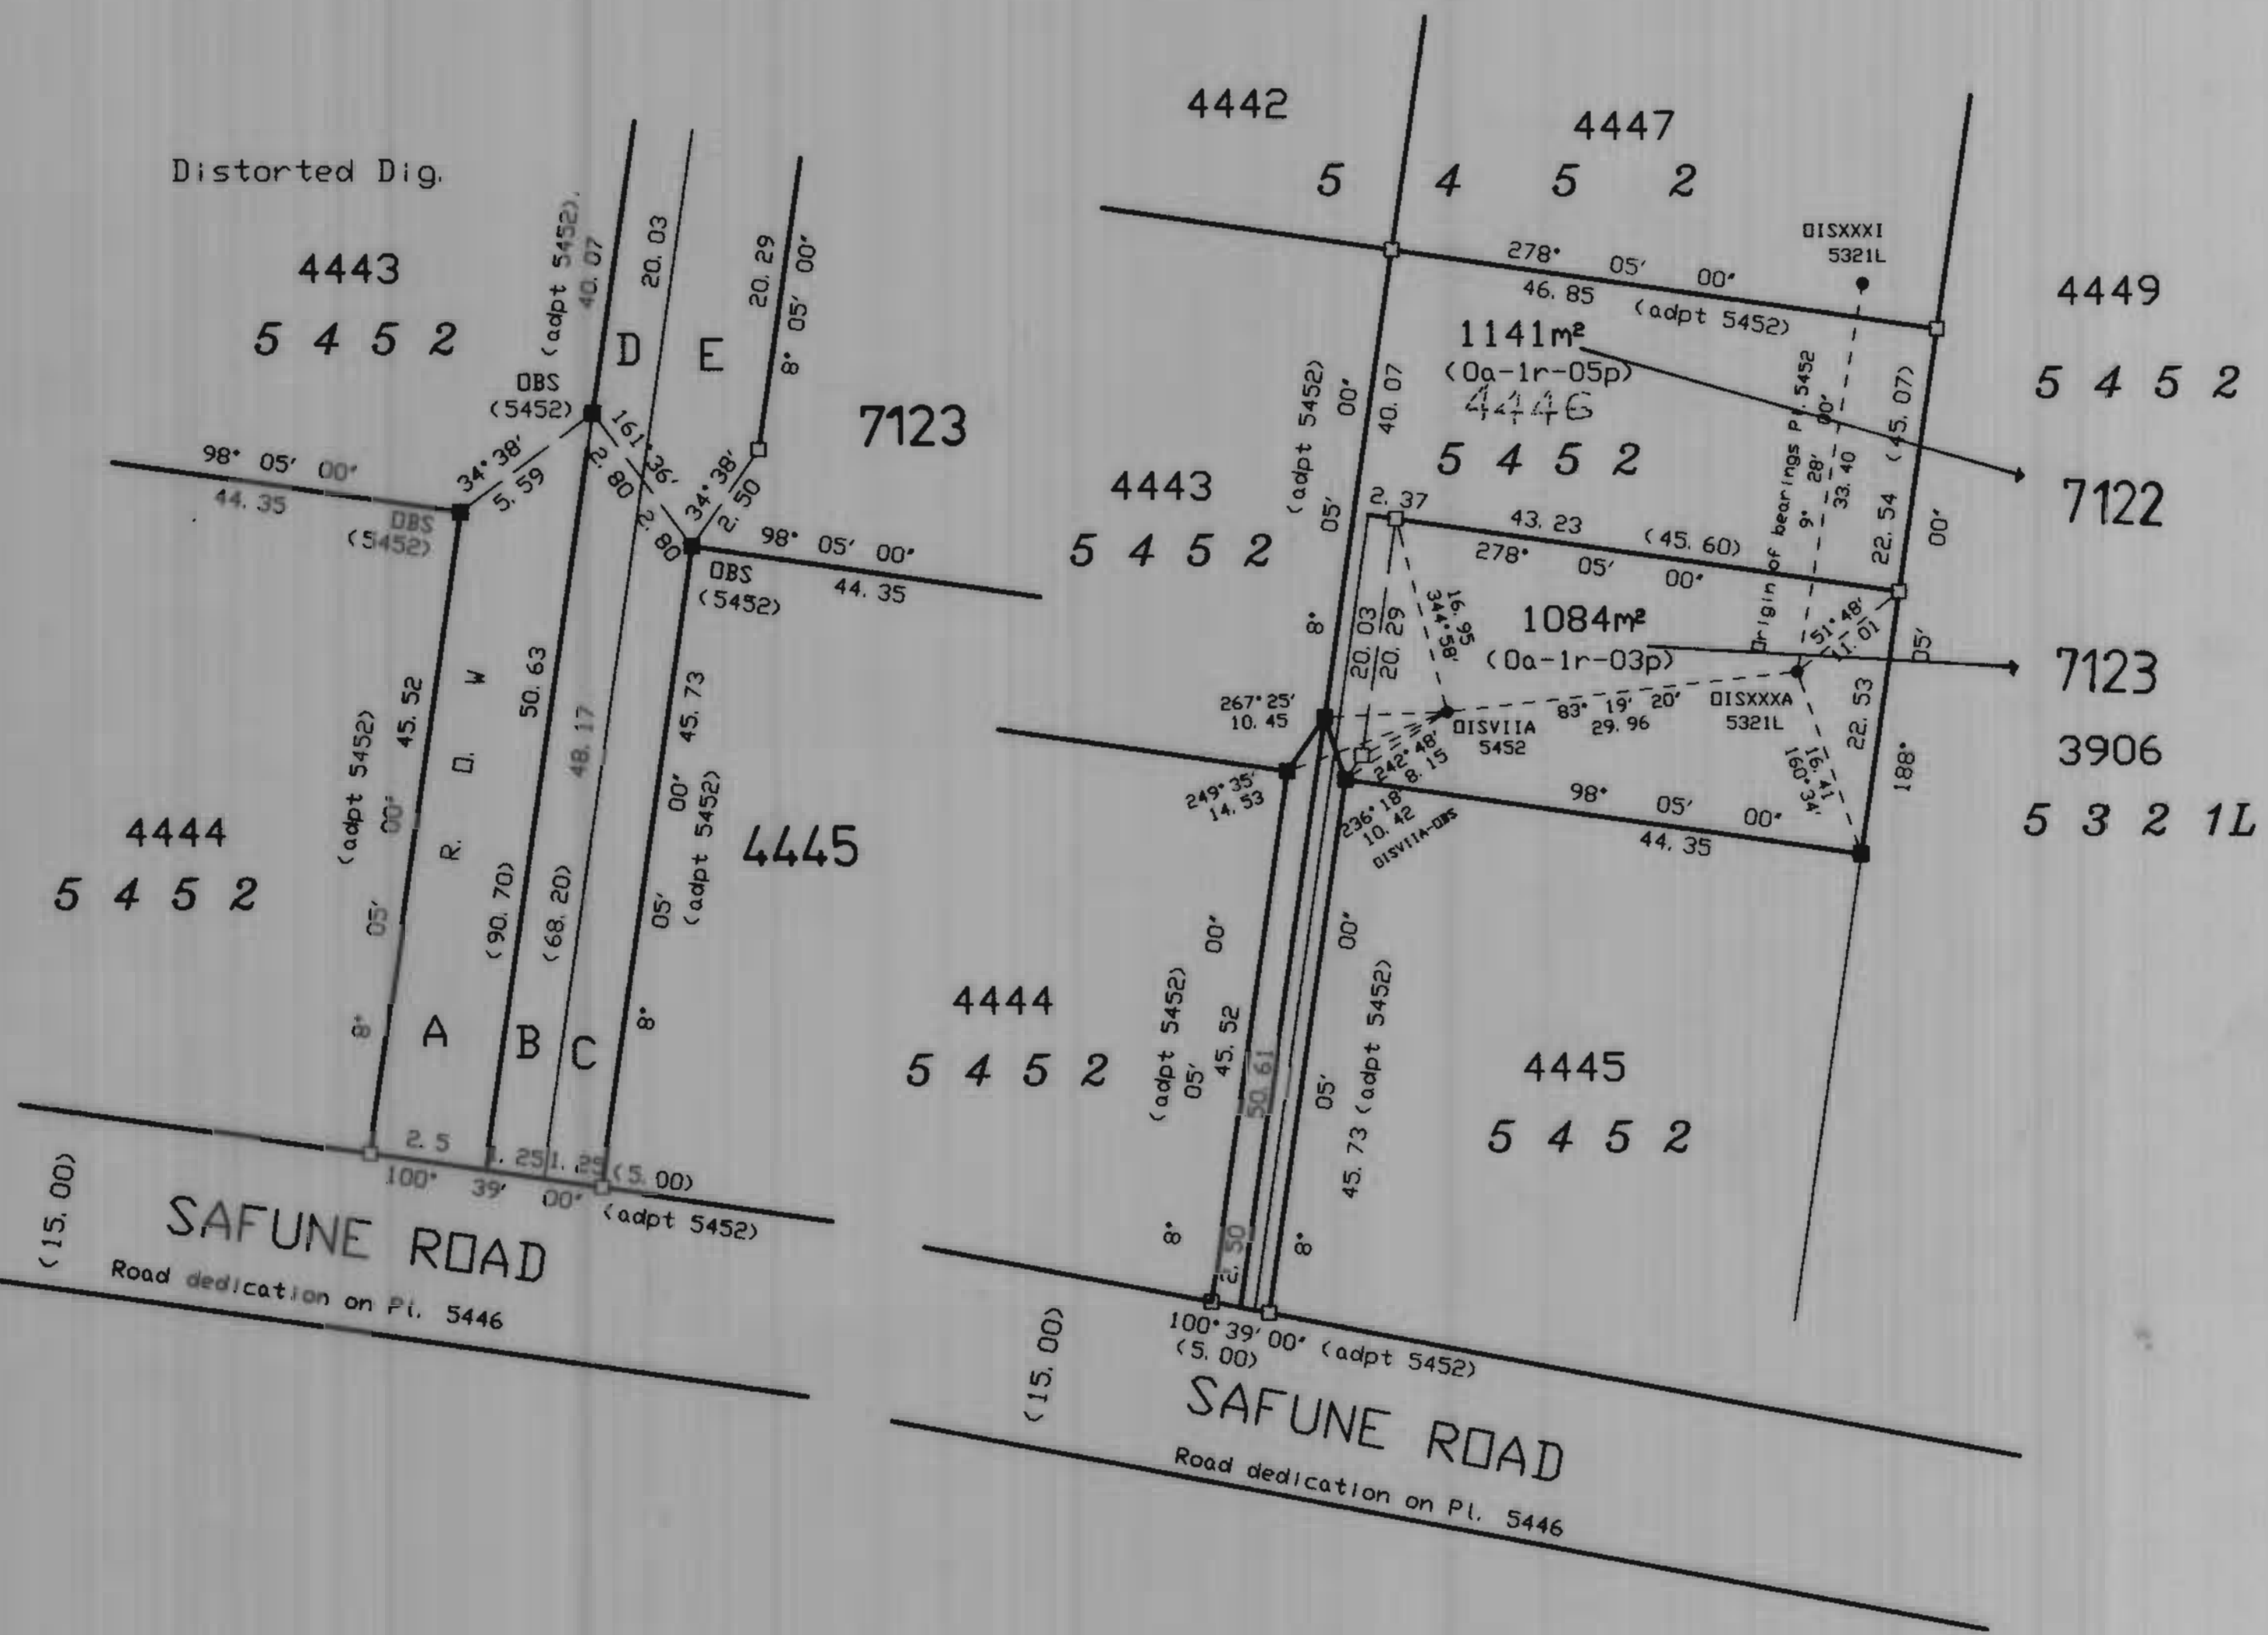 Distorted Dig.
4443
5 4 5 2
(adpt 5452).
40. 07
20. 03
20. 29
8° 05' 00"
D
E
OBS
(5452)
7123
98° 05' 00"
44. 35
34° 38'
5. 59
161° 36'
2. 80
2. 80
34° 38'
2. 50
OBS
(5452)
OBS
(5452)
98° 05' 00"
44. 35
4444
5 4 5 2
(adpt 5452)
45. 52
8° 05' 00"
R. O. W
50. 63
(90. 70)
48. 17
(68. 20)
45. 73
8° 05' 00"
(adpt 5452)
4445
A
B
C
2. 5
1. 25
1. 25
(5. 00)
100° 39' 00"
(adpt 5452)
(15. 00)
SAFUNE ROAD
Road dedication on Pl. 5446
4442
4447
5 4 5 2
OISXXXI
5321L
278° 05' 00"
46. 85
(adpt 5452)
4449
5 4 5 2
1141m²
(0a-1r-05p)
4446
5 4 5 2
(adpt 5452)
8° 05' 00"
40. 07
4443
5 4 5 2
Origin of bearings Pl. 5452
9° 28' 00"
33. 40
(45. 07)
22. 54
7122
2. 37
43. 23
(45. 60)
278° 05' 00"
20. 03
20. 29
16. 95
344° 58'
1084m²
(0a-1r-03p)
51° 48'
11. 01
188° 05' 00"
7123
3906
5 3 2 1L
267° 25'
10. 45
OISVIIA
5452
83° 19' 20"
29. 96
OISXXXA
5321L
22. 53
16. 41
160° 34'
249° 35'
14. 53
242° 48'
8. 15
236° 18'
10. 42
OISVIIA-OBS
98° 05' 00"
44. 35
4444
5 4 5 2
(adpt 5452)
8° 05' 00"
45. 52
50. 61
2. 50
8° 05' 00"
45. 73 (adpt 5452)
4445
5 4 5 2
100° 39' 00" (adpt 5452)
(5. 00)
(15. 00)
SAFUNE ROAD
Road dedication on Pl. 5446